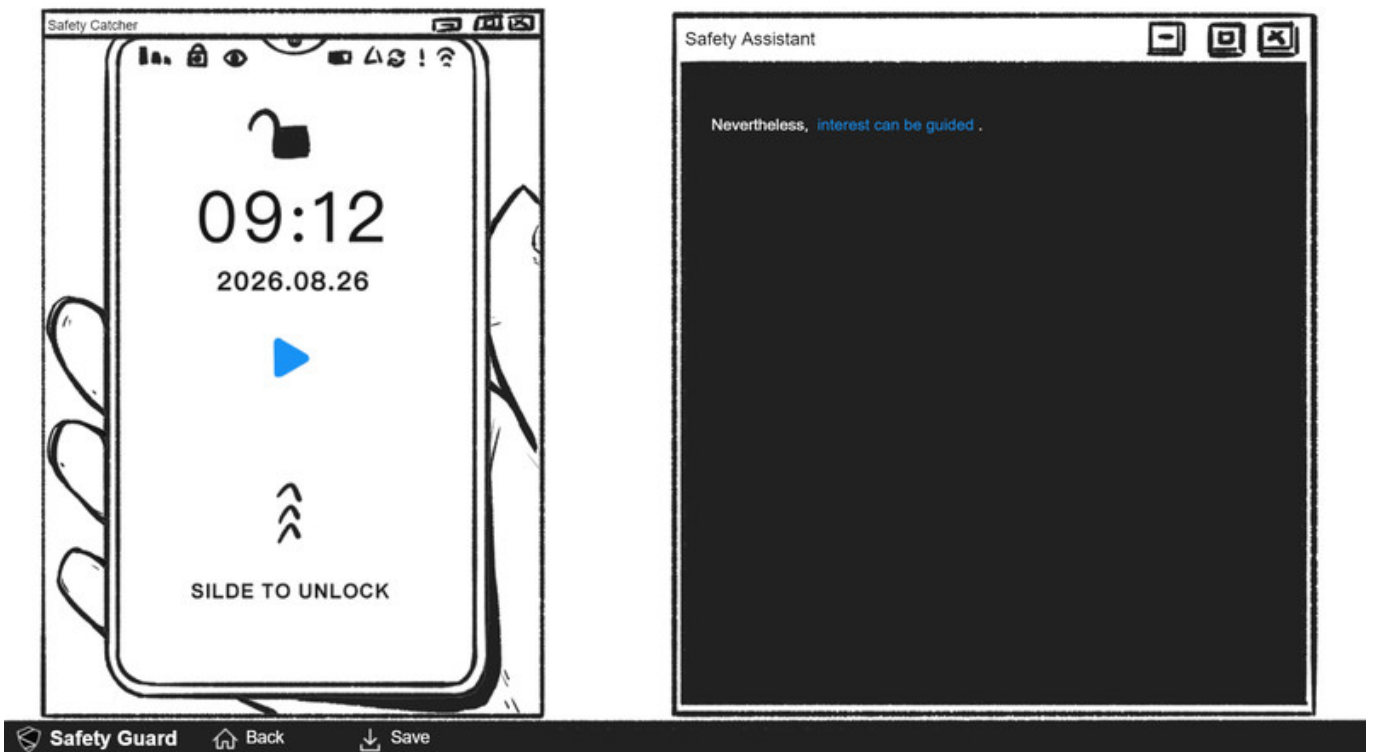 Safety Catcher
09:12
2026.08.26
SILDE TO UNLOCK
Safety Assistant
Nevertheless, interest can be guided .
Safety Guard Back Save